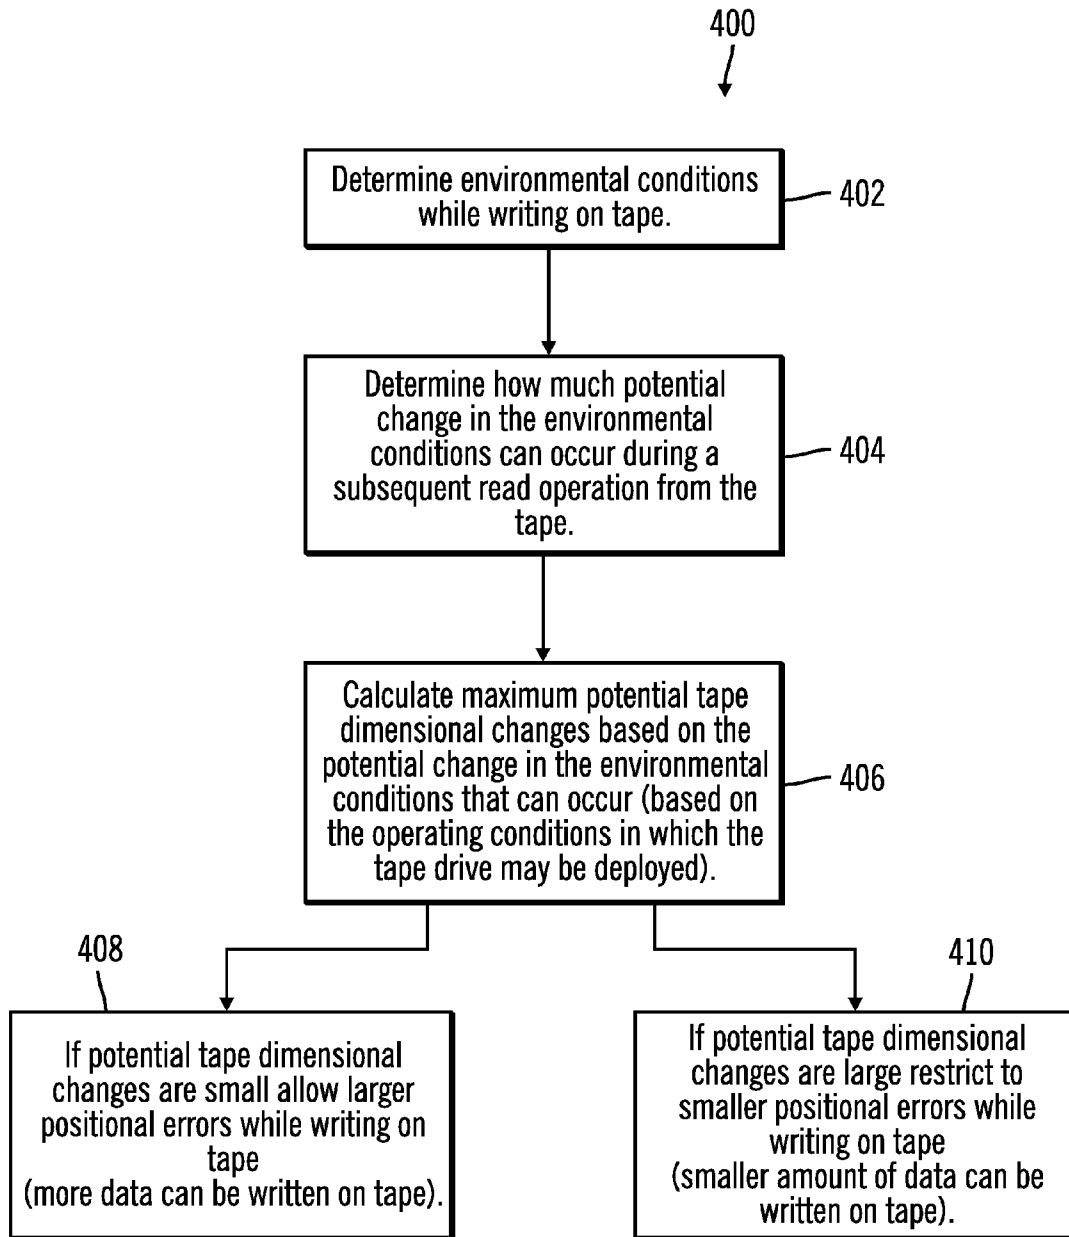 400
Determine environmental conditions
while writing on tape.
402
Determine how much potential
change in the environmental
conditions can occur during a
subsequent read operation from the
tape.
404
Calculate maximum potential tape
dimensional changes based on the
potential change in the environmental
conditions that can occur (based on
the operating conditions in which the
tape drive may be deployed).
406
408
If potential tape dimensional
changes are small allow larger
positional errors while writing on
tape
(more data can be written on tape).
410
If potential tape dimensional
changes are large restrict to
smaller positional errors while
writing on tape
(smaller amount of data can be
written on tape).